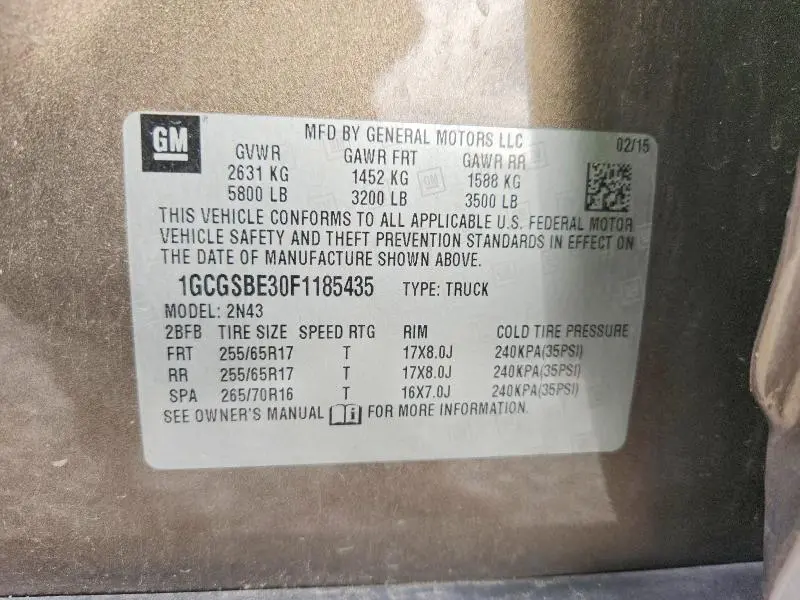 GM
MFD BY GENERAL MOTORS LLC
02/15
GVWR GAWR FRT GAWR RR
2631 KG 1452 KG 1588 KG
5800 LB 3200 LB 3500 LB
THIS VEHICLE CONFORMS TO ALL APPLICABLE U.S. FEDERAL MOTOR
VEHICLE SAFETY AND THEFT PREVENTION STANDARDS IN EFFECT ON
THE DATE OF MANUFACTURE SHOWN ABOVE.
1GCGSBE30F1185435 TYPE: TRUCK
MODEL: 2N43
2BFB TIRE SIZE SPEED RTG RIM COLD TIRE PRESSURE
FRT 255/65R17 T 17X8.0J 240KPA(35PSI)
RR 255/65R17 T 17X8.0J 240KPA(35PSI)
SPA 265/70R16 T 16X7.0J 240KPA(35PSI)
SEE OWNER'S MANUAL FOR MORE INFORMATION.